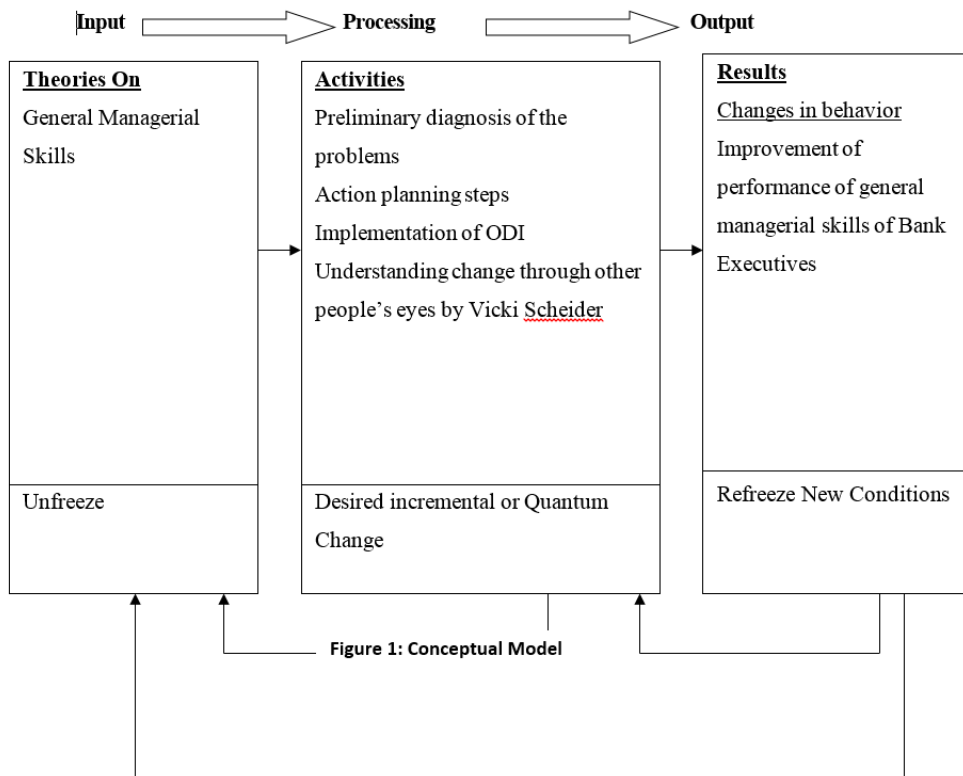 Input Processing Output
Theories On
General Managerial
Skills
Unfreeze
Activities
Preliminary diagnosis of the
problems
Action planning steps
Implementation of ODI
Understanding change through other
people’s eyes by Vicki Scheider
Desired incremental or Quantum
Change
Results
Changes in behavior
Improvement of
performance of general
managerial skills of Bank
Executives
Refreeze New Conditions
Figure 1: Conceptual Model